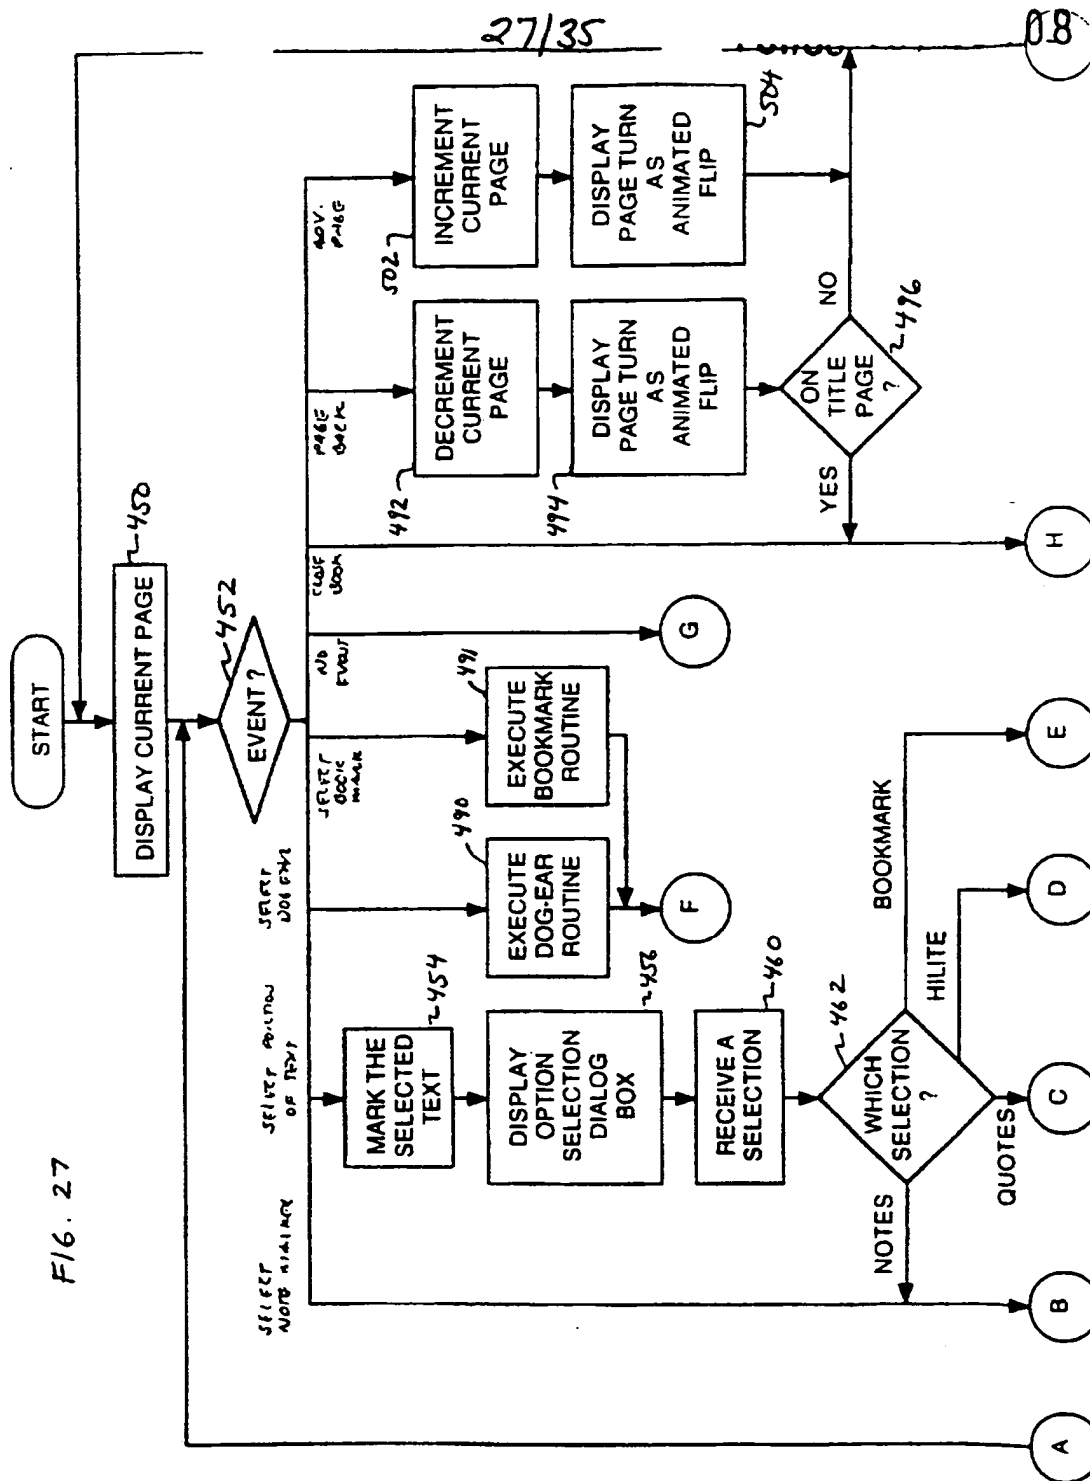 27/35
08
FIG. 27
START
DISPLAY CURRENT PAGE
450
EVENT?
452
SELECT
NOTE
SELECT PORTION
OF TEXT
SELECT
DOG EAR
SELECT
BOOK
MARK
NO
EVENT
CLOSE
BOOK
PAGE
BACK
ADV.
PAGE
MARK THE
SELECTED
TEXT
454
DISPLAY
OPTION
SELECTION
DIALOG
BOX
456
RECEIVE A
SELECTION
460
WHICH
SELECTION
?
462
NOTES
QUOTES
HILITE
BOOKMARK
490
EXECUTE
DOG-EAR
ROUTINE
491
EXECUTE
BOOKMARK
ROUTINE
F
G
492
DECREMENT
CURRENT
PAGE
494
DISPLAY
PAGE TURN
AS
ANIMATED
FLIP
ON
TITLE
PAGE
?
496
YES
NO
502
INCREMENT
CURRENT
PAGE
DISPLAY
PAGE TURN
AS
ANIMATED
FLIP
504
A
B
C
D
E
H